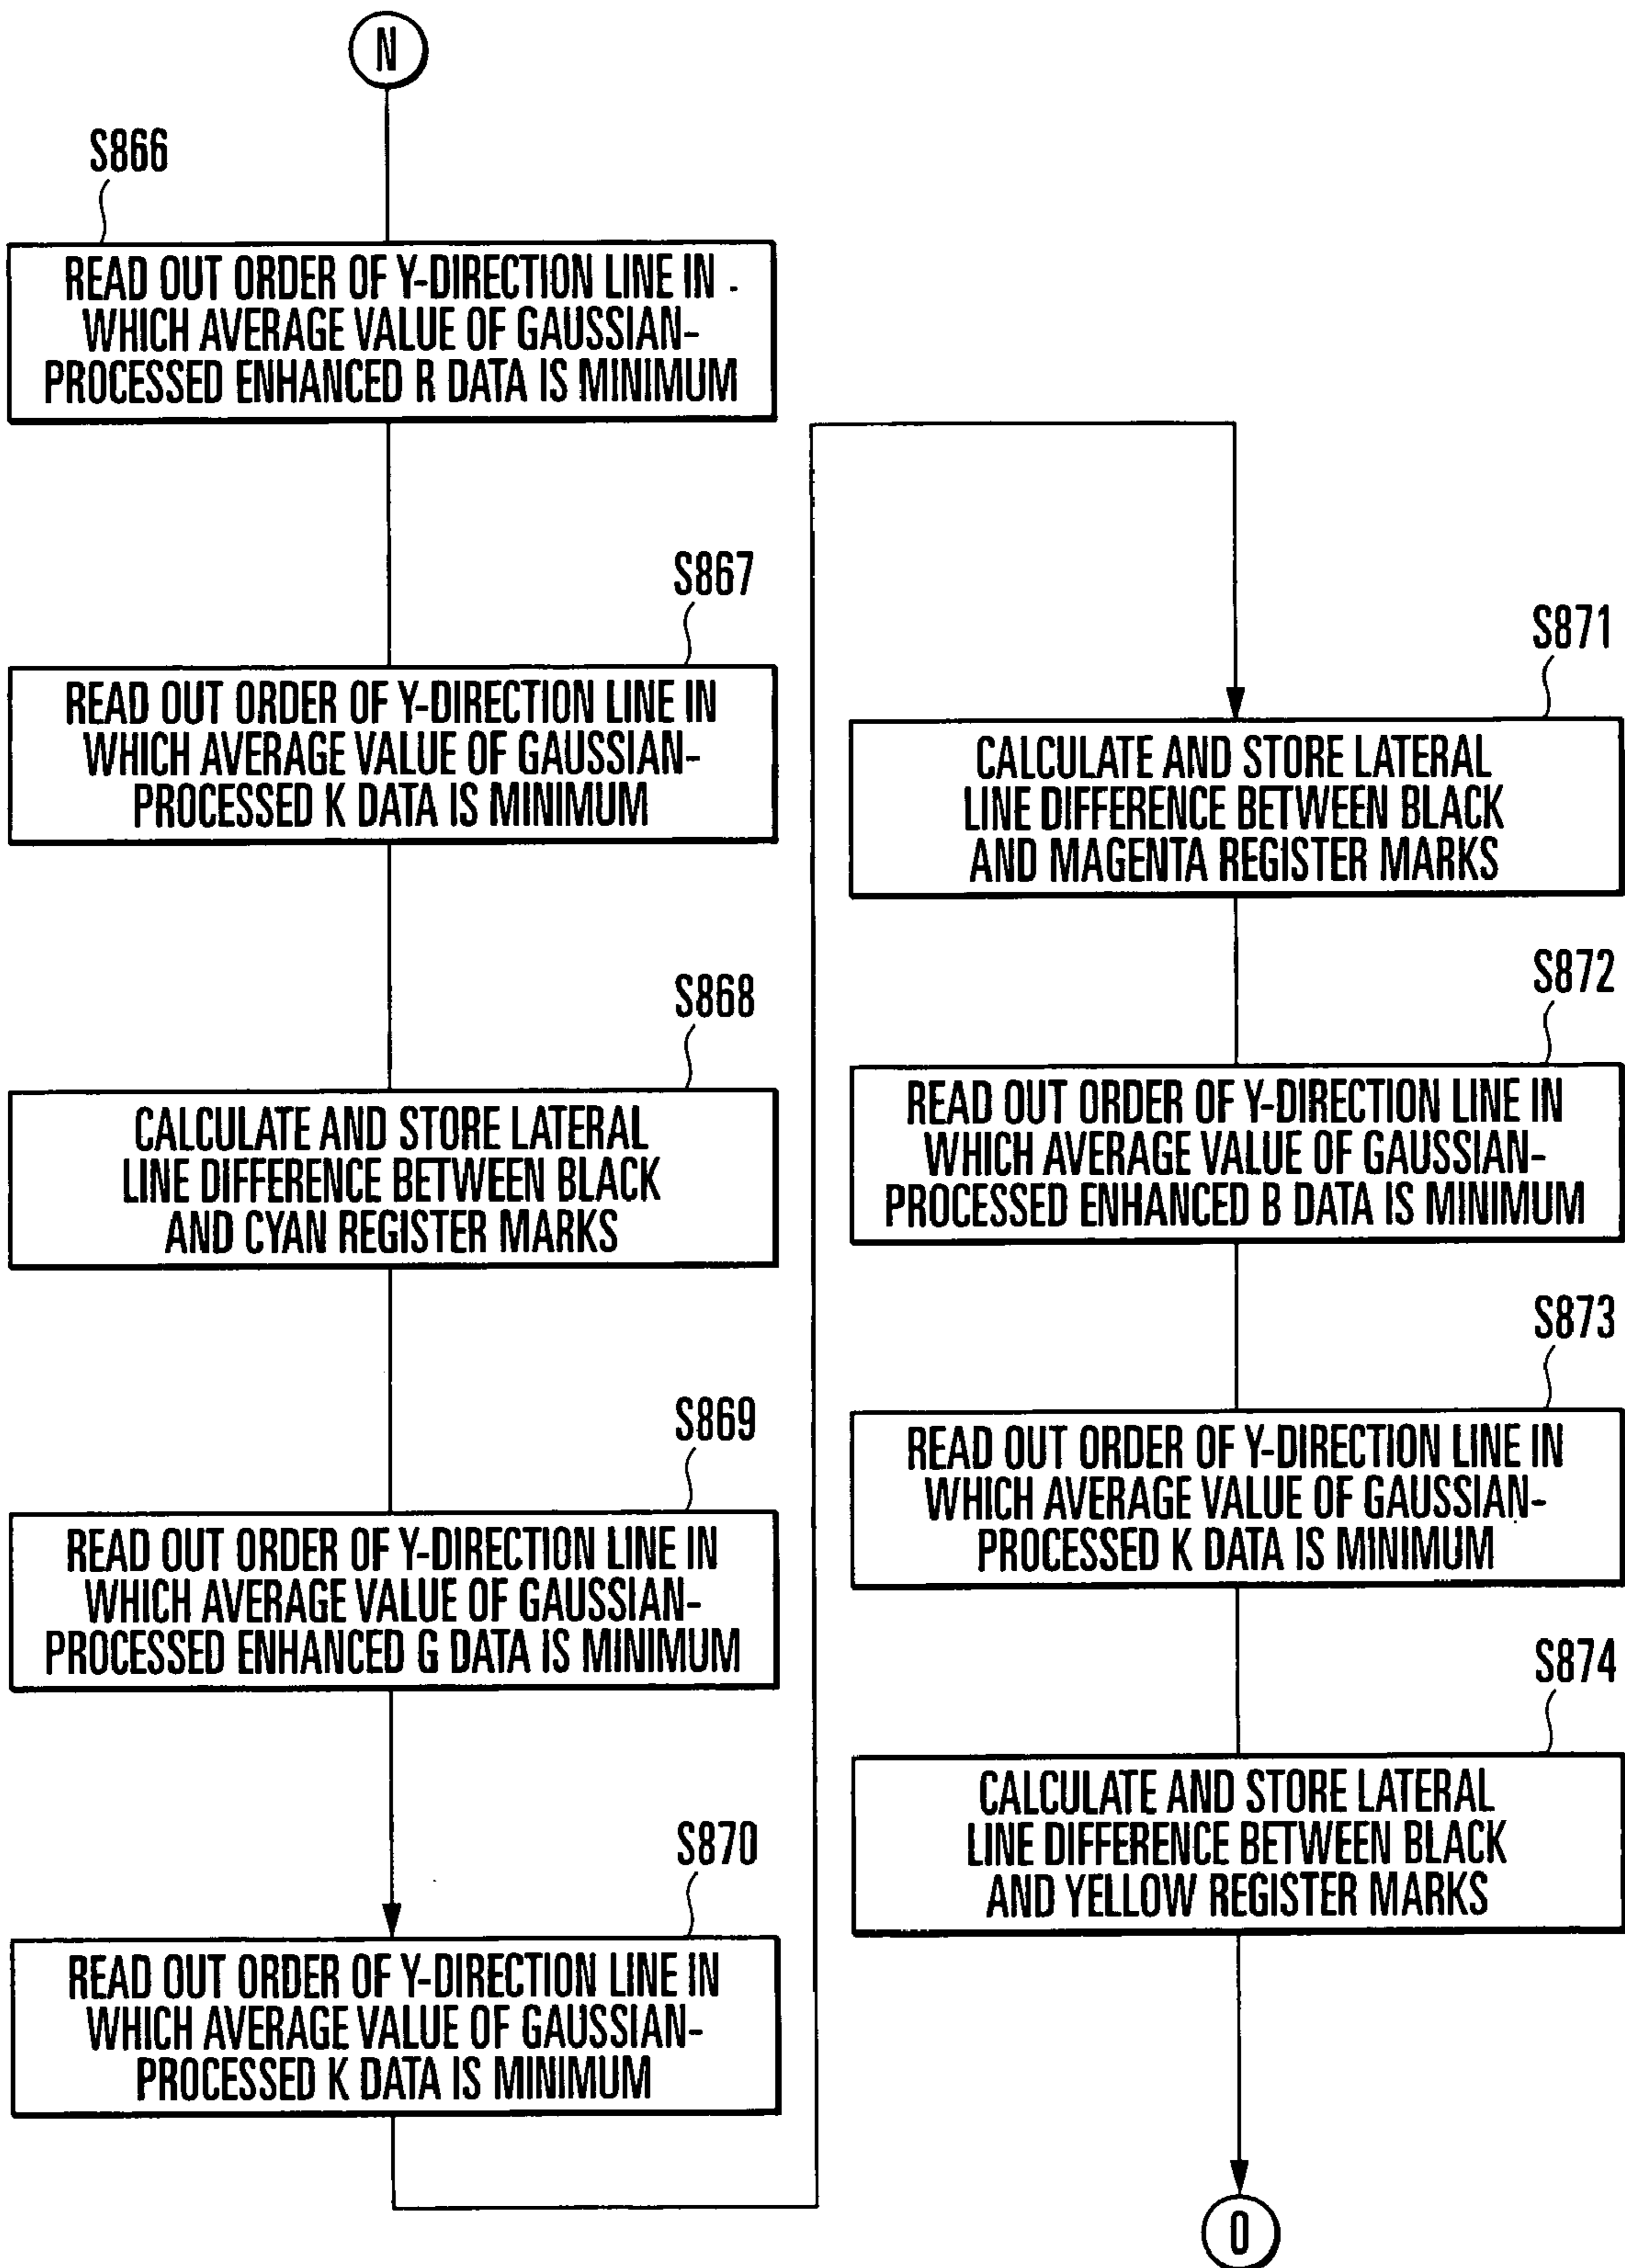 N
S866
READ OUT ORDER OF Y-DIRECTION LINE IN
WHICH AVERAGE VALUE OF GAUSSIAN-
PROCESSED ENHANCED R DATA IS MINIMUM
S867
READ OUT ORDER OF Y-DIRECTION LINE IN
WHICH AVERAGE VALUE OF GAUSSIAN-
PROCESSED K DATA IS MINIMUM
S868
CALCULATE AND STORE LATERAL
LINE DIFFERENCE BETWEEN BLACK
AND CYAN REGISTER MARKS
S869
READ OUT ORDER OF Y-DIRECTION LINE IN
WHICH AVERAGE VALUE OF GAUSSIAN-
PROCESSED ENHANCED G DATA IS MINIMUM
S870
READ OUT ORDER OF Y-DIRECTION LINE IN
WHICH AVERAGE VALUE OF GAUSSIAN-
PROCESSED K DATA IS MINIMUM
S871
CALCULATE AND STORE LATERAL
LINE DIFFERENCE BETWEEN BLACK
AND MAGENTA REGISTER MARKS
S872
READ OUT ORDER OF Y-DIRECTION LINE IN
WHICH AVERAGE VALUE OF GAUSSIAN-
PROCESSED ENHANCED B DATA IS MINIMUM
S873
READ OUT ORDER OF Y-DIRECTION LINE IN
WHICH AVERAGE VALUE OF GAUSSIAN-
PROCESSED K DATA IS MINIMUM
S874
CALCULATE AND STORE LATERAL
LINE DIFFERENCE BETWEEN BLACK
AND YELLOW REGISTER MARKS
O